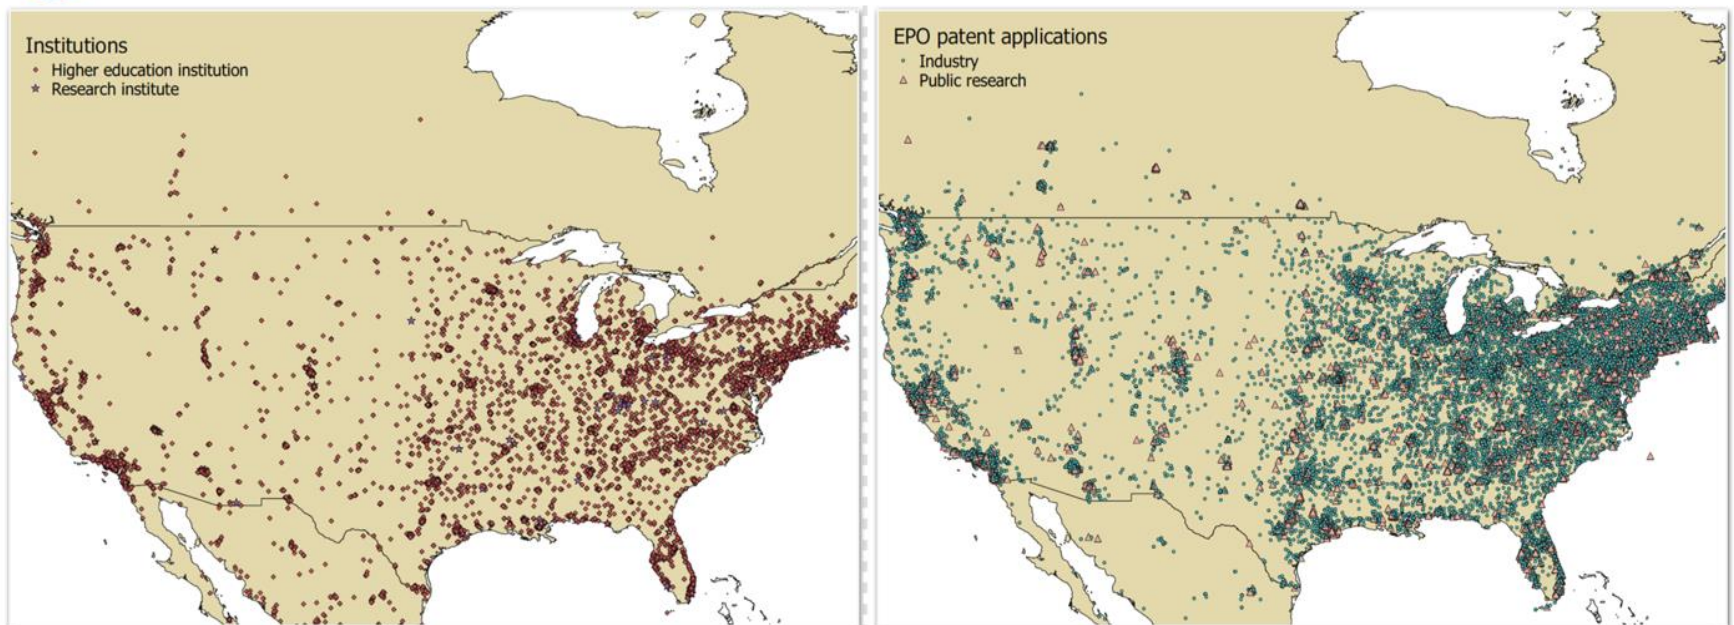 Institutions
Higher education institution
Research institute
EPO patent applications
Industry
Public research